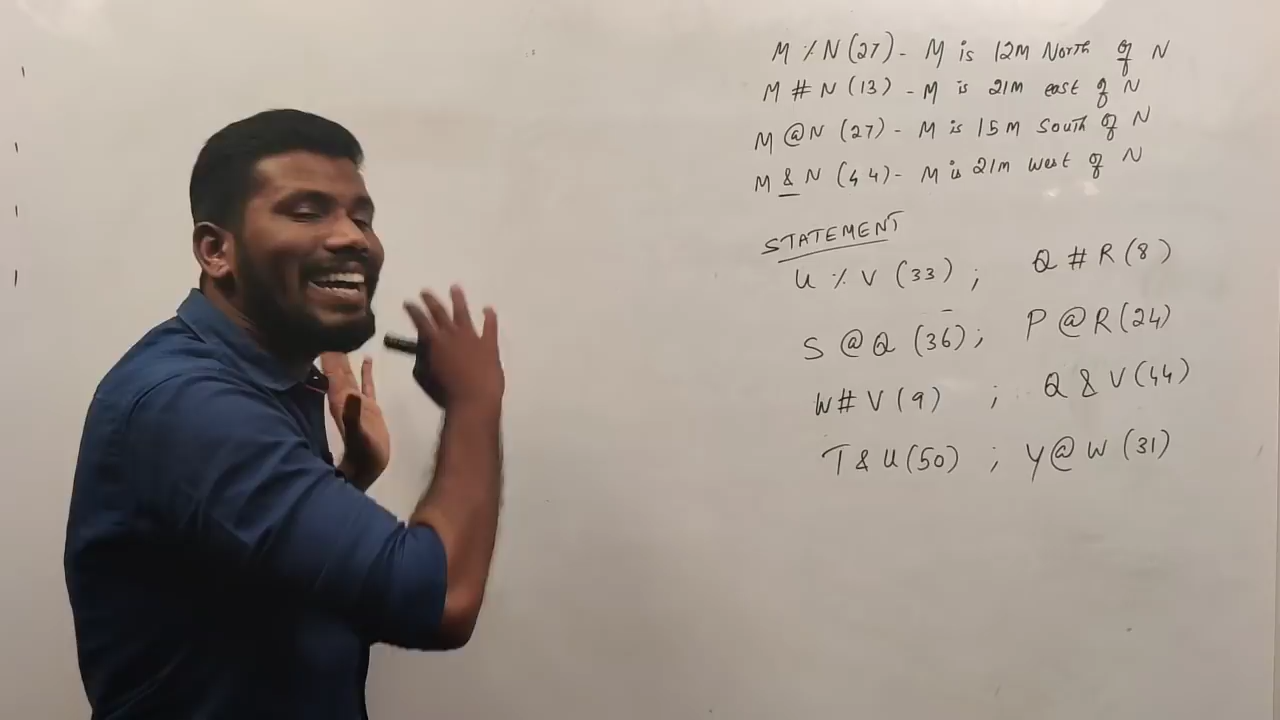 M % N (27) - M is 12M North of N
M # N (13) - M is 21M east of N
M @ N (27) - M is 15M South of N
M & N (44) - M is 21M west of N
STATEMENT
U % V (33) ; Q # R (8)
S @ Q (36) ; P @ R (24)
W # V (9) ; Q & V (44)
T & U (50) ; Y @ W (31)